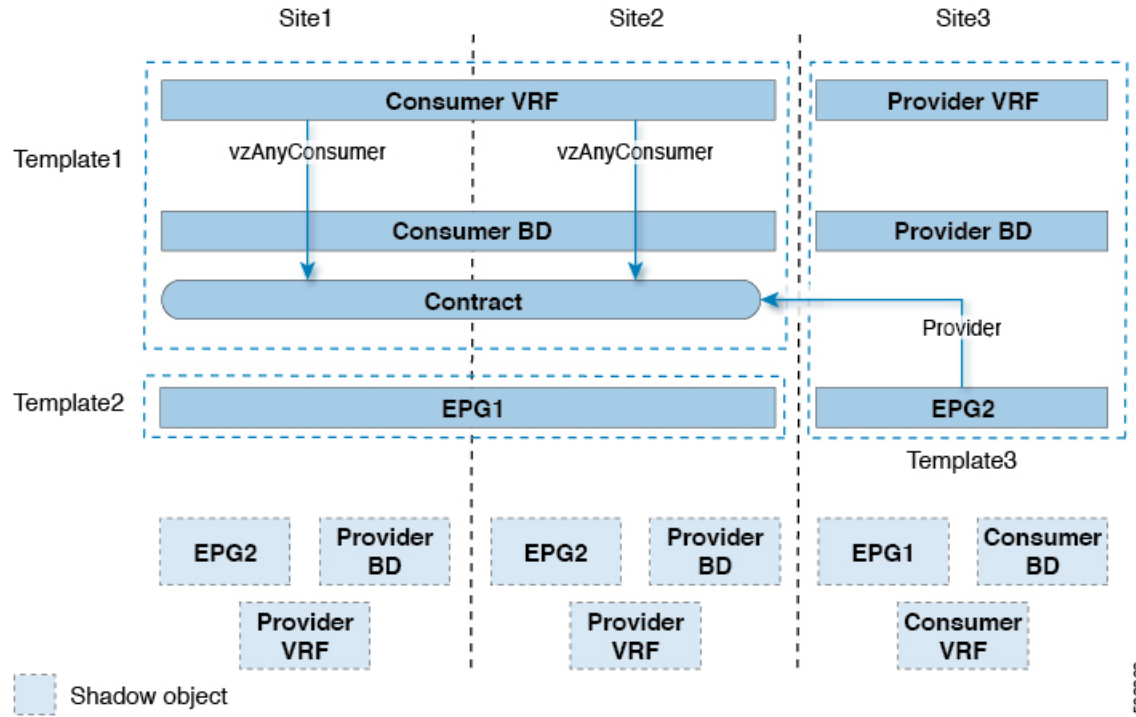 Site1 Site2 Site3
Consumer VRF Provider VRF
Template1 vzAnyConsumer vzAnyConsumer
Consumer BD Provider BD
Contract
Provider
Template2 EPG1 EPG2
Template3
EPG2 Provider BD EPG2 Provider BD EPG1 Consumer BD
Provider VRF Provider VRF Consumer VRF
Shadow object